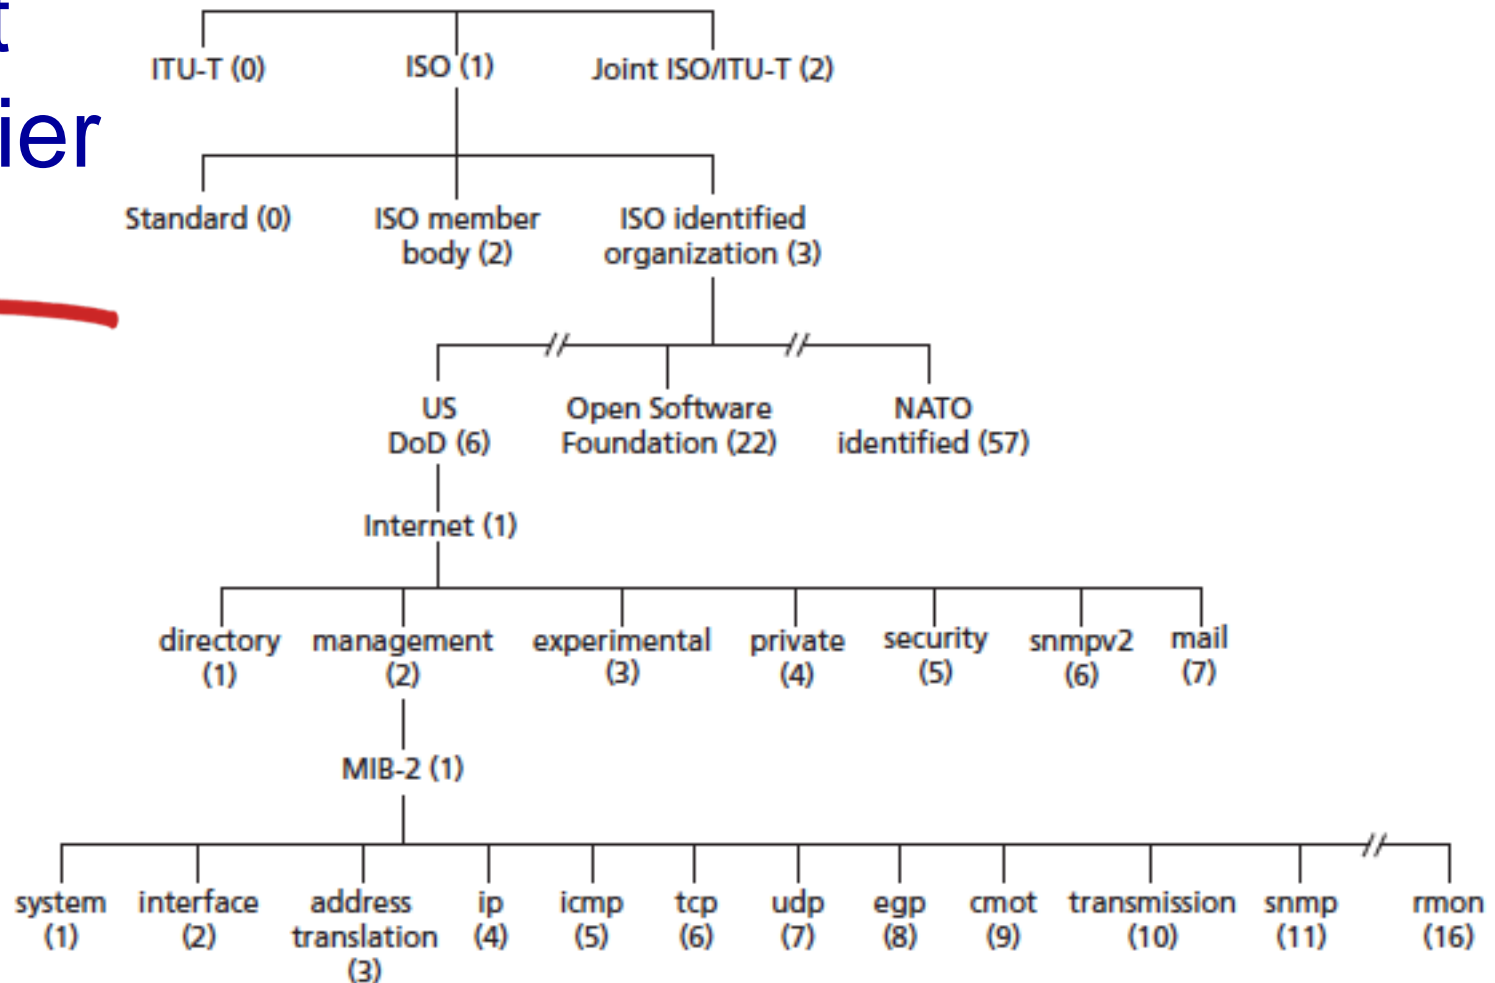 t
ier
ITU-T (0) ISO (1) Joint ISO/ITU-T (2)
Standard (0) ISO member ISO identified
body (2) organization (3)
US Open Software NATO
DoD (6) Foundation (22) identified (57)
Internet (1)
directory management experimental private security snmpv2 mail
(1) (2) (3) (4) (5) (6) (7)
MIB-2 (1)
system interface address ip icmp tcp udp egp cmot transmission snmp rmon
(1) (2) translation (4) (5) (6) (7) (8) (9) (10) (11) (16)
(3)